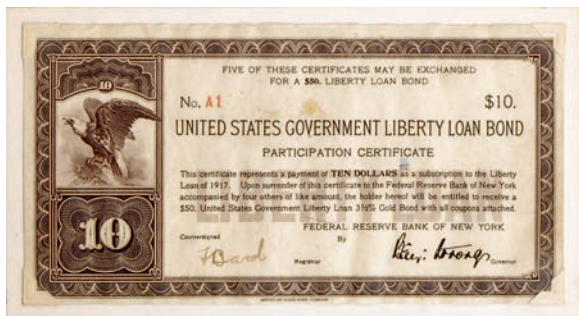 FIVE OF THESE CERTIFICATES MAY BE EXCHANGED
FOR A $50. LIBERTY LOAN BOND
10
No. A1
$10.
UNITED STATES GOVERNMENT LIBERTY LOAN BOND
PARTICIPATION CERTIFICATE
This certificate represents a payment of TEN DOLLARS as a subscription to the Liberty
Loan of 1917. Upon surrender of this certificate to the Federal Reserve Bank of New York
accompanied by four others of like amount, the holder hereof will be entitled to receive a
$50. United States Government Liberty Loan 3½% Gold Bond with all coupons attached.
10
FEDERAL RESERVE BANK OF NEW YORK
Countersigned
By
Registrar
Governor
AMERICAN BANK NOTE COMPANY